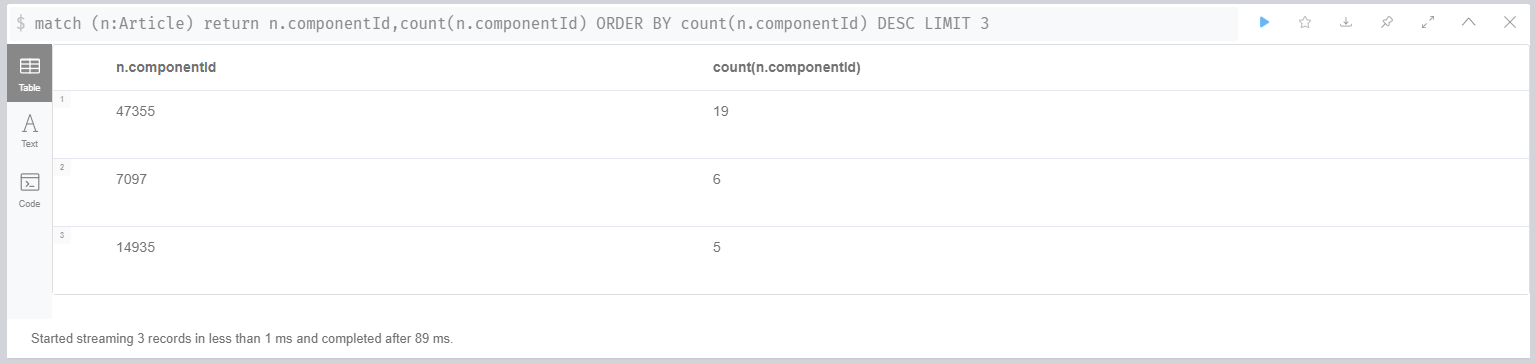 $ match (n:Article) return n.componentId,count(n.componentId) ORDER BY count(n.componentId) DESC LIMIT 3
Table
n.componentId
count(n.componentId)
1
47355
19
Text
2
7097
6
Code
3
14935
5
Started streaming 3 records in less than 1 ms and completed after 89 ms.